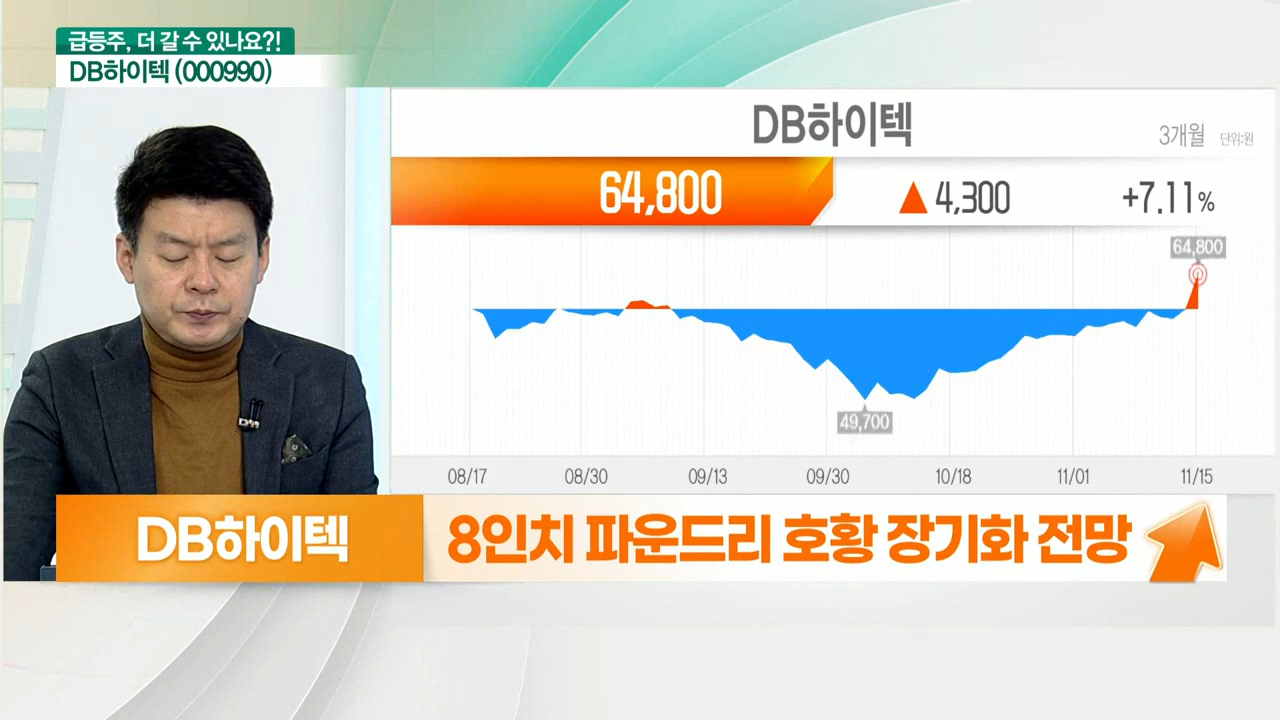 급등주, 더 갈 수 있나요?!
DB하이텍 (000990)
DB하이텍
3개월 단위:원
64,800 ▲ 4,300 +7.11%
64,800
49,700
08/17 08/30 09/13 09/30 10/18 11/01 11/15
DB하이텍 8인치 파운드리 호황 장기화 전망